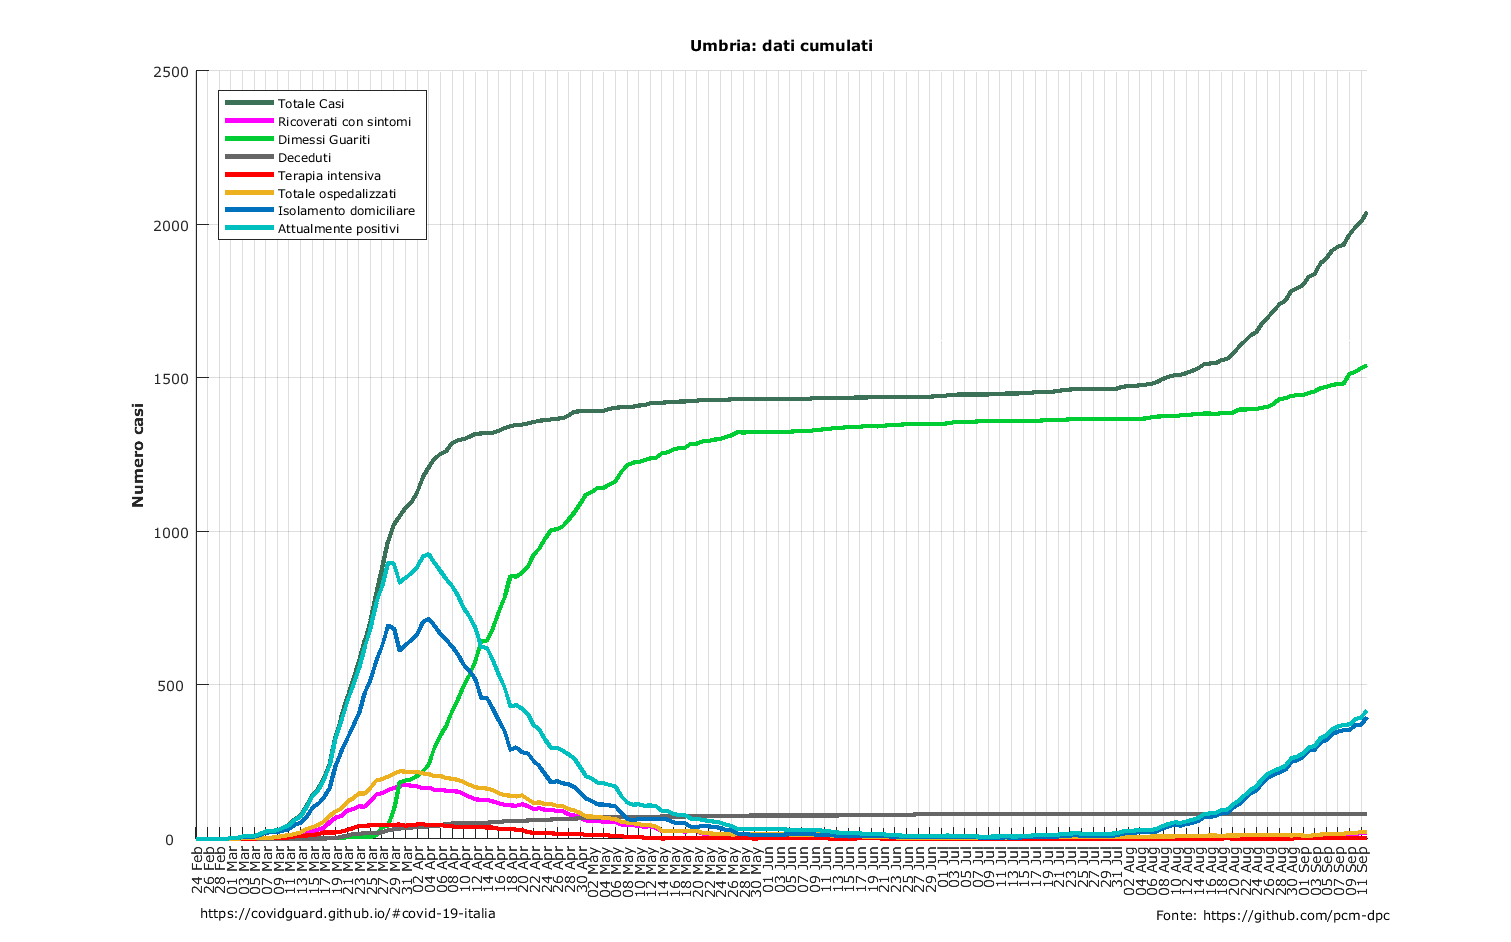 Umbria: dati cumulati
2500
2000
1500
1000
500
0
Numero casi
Totale Casi
Ricoverati con sintomi
Dimessi Guariti
Deceduti
Terapia intensiva
Totale ospedalizzati
Isolamento domiciliare
Attualmente positivi
24 Feb
26 Feb
28 Feb
01 Mar
03 Mar
05 Mar
07 Mar
09 Mar
11 Mar
13 Mar
15 Mar
17 Mar
19 Mar
21 Mar
23 Mar
25 Mar
27 Mar
29 Mar
31 Mar
02 Apr
04 Apr
06 Apr
08 Apr
10 Apr
12 Apr
14 Apr
16 Apr
18 Apr
20 Apr
22 Apr
24 Apr
26 Apr
28 Apr
30 Apr
02 May
04 May
06 May
08 May
10 May
12 May
14 May
16 May
18 May
20 May
22 May
24 May
26 May
28 May
30 May
01 Jun
03 Jun
05 Jun
07 Jun
09 Jun
11 Jun
13 Jun
15 Jun
17 Jun
19 Jun
21 Jun
23 Jun
25 Jun
27 Jun
29 Jun
01 Jul
03 Jul
05 Jul
07 Jul
09 Jul
11 Jul
13 Jul
15 Jul
17 Jul
19 Jul
21 Jul
23 Jul
25 Jul
27 Jul
29 Jul
31 Jul
02 Aug
04 Aug
06 Aug
08 Aug
10 Aug
12 Aug
14 Aug
16 Aug
18 Aug
20 Aug
22 Aug
24 Aug
26 Aug
28 Aug
30 Aug
01 Sep
03 Sep
05 Sep
07 Sep
09 Sep
11 Sep
https://covidguard.github.io/#covid-19-italia
Fonte: https://github.com/pcm-dpc